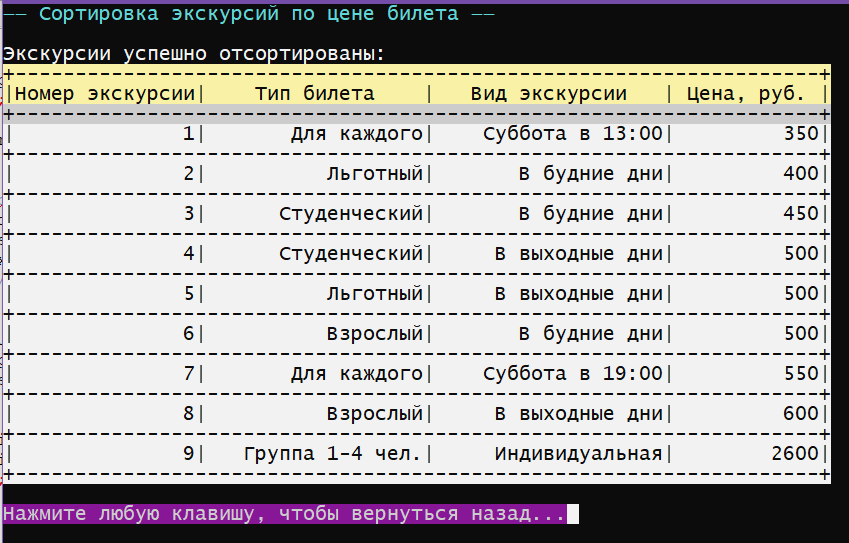 —— Сортировка экскурсий по цене билета ——
Экскурсии успешно отсортированы:
+----------------+------------------+-------------------+------------+
|Номер экскурсии|    Тип билета    |    Вид экскурсии   | Цена, руб. |
|               1|       Для каждого|    Суббота в 13:00|         350|
|               2|          Льготный|       В будние дни|         400|
|               3|      Студенческий|       В будние дни|         450|
|               4|      Студенческий|     В выходные дни|         500|
|               5|          Льготный|     В выходные дни|         500|
|               6|          Взрослый|       В будние дни|         500|
|               7|       Для каждого|    Суббота в 19:00|         550|
|               8|          Взрослый|     В выходные дни|         600|
|               9|   Группа 1-4 чел.|     Индивидуальная|        2600|
Нажмите любую клавишу, чтобы вернуться назад...